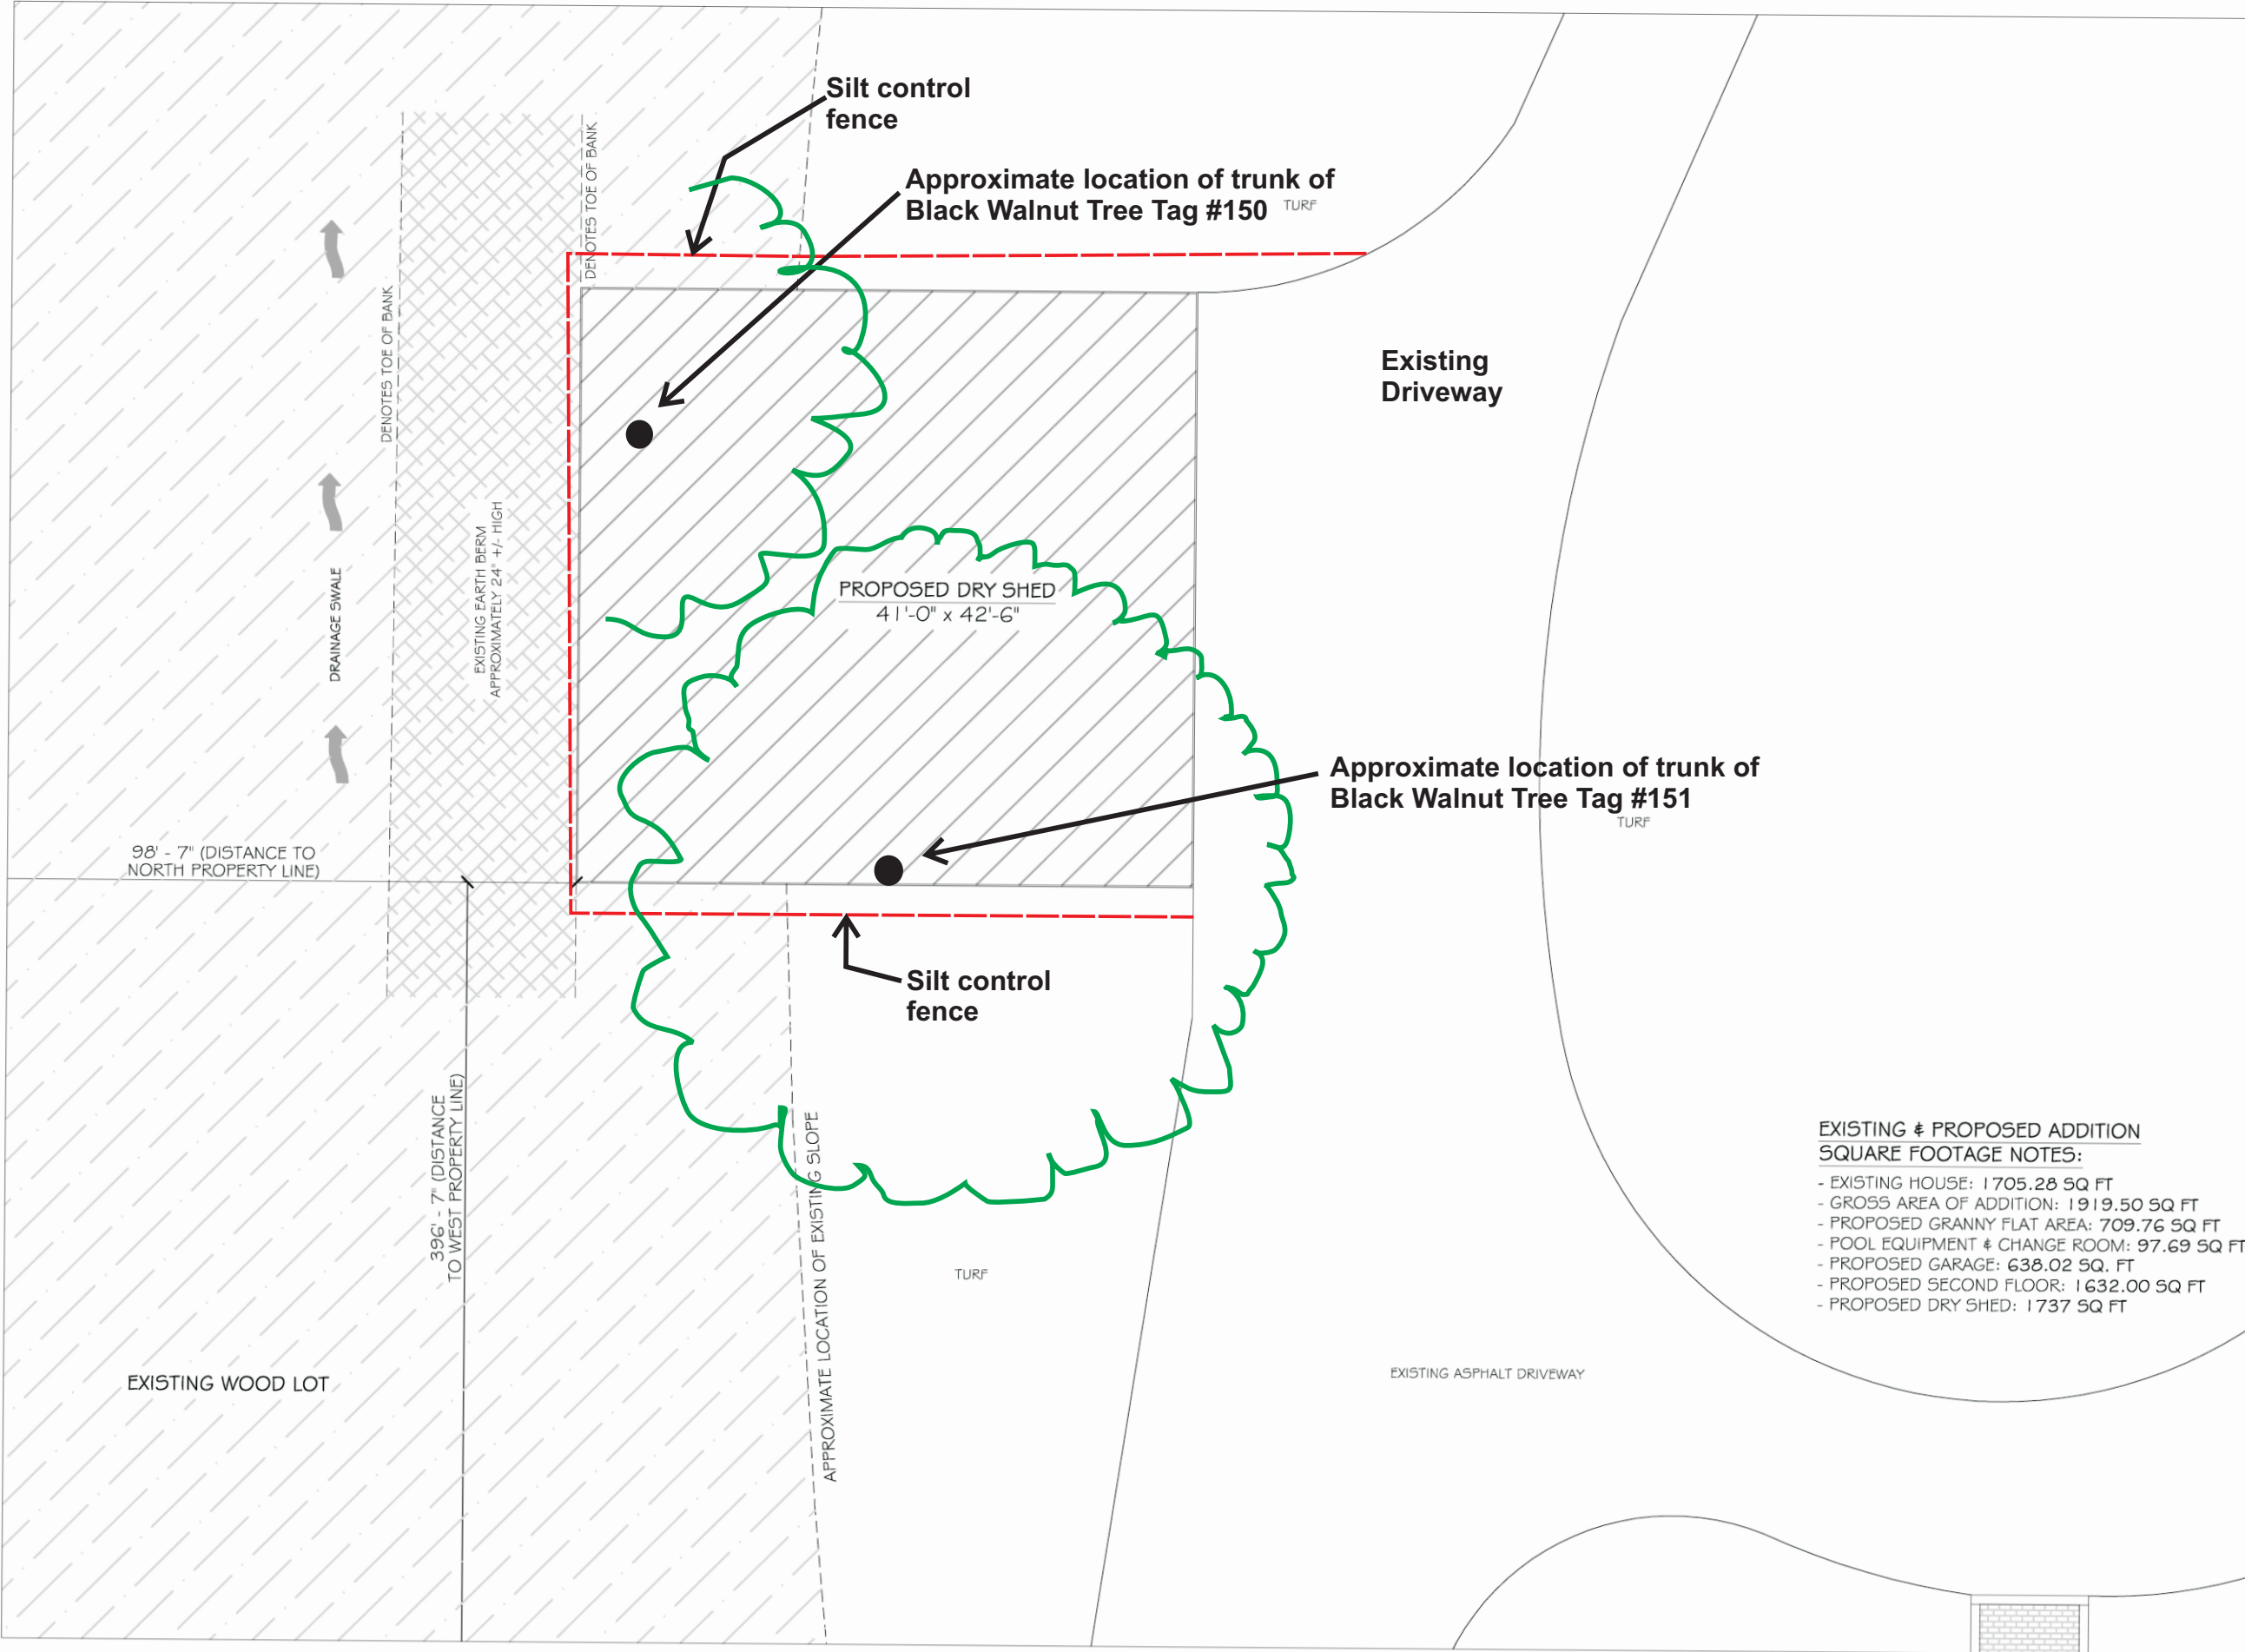 Silt control
fence
Approximate location of trunk of
Black Walnut Tree Tag #150
TURF
DENOTES TOE OF BANK
DENOTES TOE OF BANK
Existing
Driveway
EXISTING EARTH BERM
APPROXIMATELY 24" +/- HIGH
DRAINAGE SWALE
PROPOSED DRY SHED
41'-0" x 42'-6"
Approximate location of trunk of
Black Walnut Tree Tag #151
TURF
98' - 7" (DISTANCE TO
NORTH PROPERTY LINE)
Silt control
fence
396' - 7" (DISTANCE
TO WEST PROPERTY LINE)
APPROXIMATE LOCATION OF EXISTING SLOPE
TURF
EXISTING & PROPOSED ADDITION
SQUARE FOOTAGE NOTES:
- EXISTING HOUSE: 1705.28 SQ FT
- GROSS AREA OF ADDITION: 1919.50 SQ FT
- PROPOSED GRANNY FLAT AREA: 709.76 SQ FT
- POOL EQUIPMENT & CHANGE ROOM: 97.69 SQ FT
- PROPOSED GARAGE: 638.02 SQ. FT
- PROPOSED SECOND FLOOR: 1632.00 SQ FT
- PROPOSED DRY SHED: 1737 SQ FT
EXISTING WOOD LOT
EXISTING ASPHALT DRIVEWAY